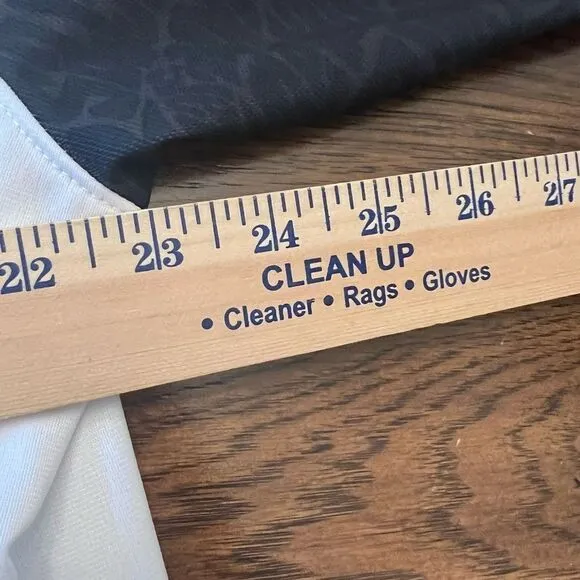 22 23 24 25 26 27
CLEAN UP
• Cleaner • Rags • Gloves